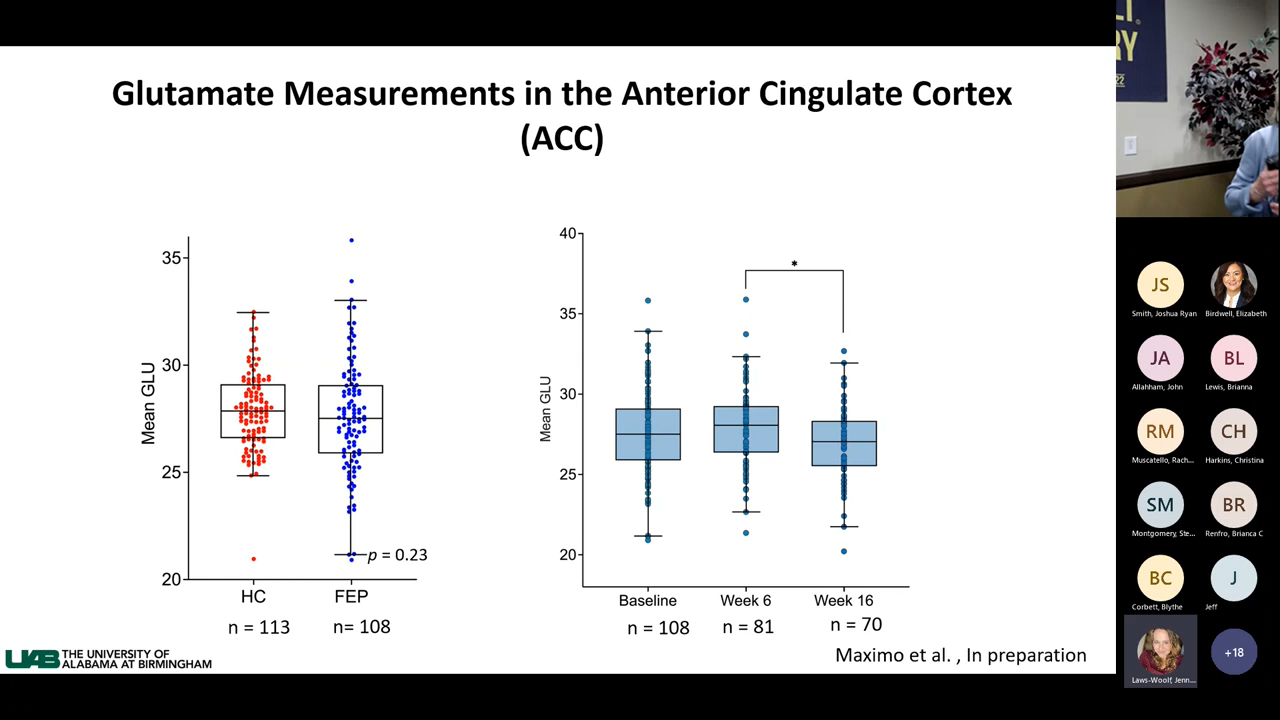 Glutamate Measurements in the Anterior Cingulate Cortex
(ACC)
35
30
25
20
Mean GLU
p = 0.23
HC
FEP
n = 113
n= 108
40
35
30
25
20
Mean GLU
*
Baseline
Week 6
Week 16
n = 108
n = 81
n = 70
Maximo et al. , In preparation
UAB
THE UNIVERSITY OF
ALABAMA AT BIRMINGHAM
LT
RY
22
JS
Smith, Joshua Ryan
Birdwell, Elizabeth
JA
Allahham, John
BL
Lewis, Brianna
RM
Muscatello, Rach...
CH
Harkins, Christina
SM
Montgomery, Ste...
BR
Renfro, Brianca C
BC
Corbett, Blythe
J
Jeff
Laws-Woolf, Jenn...
+18